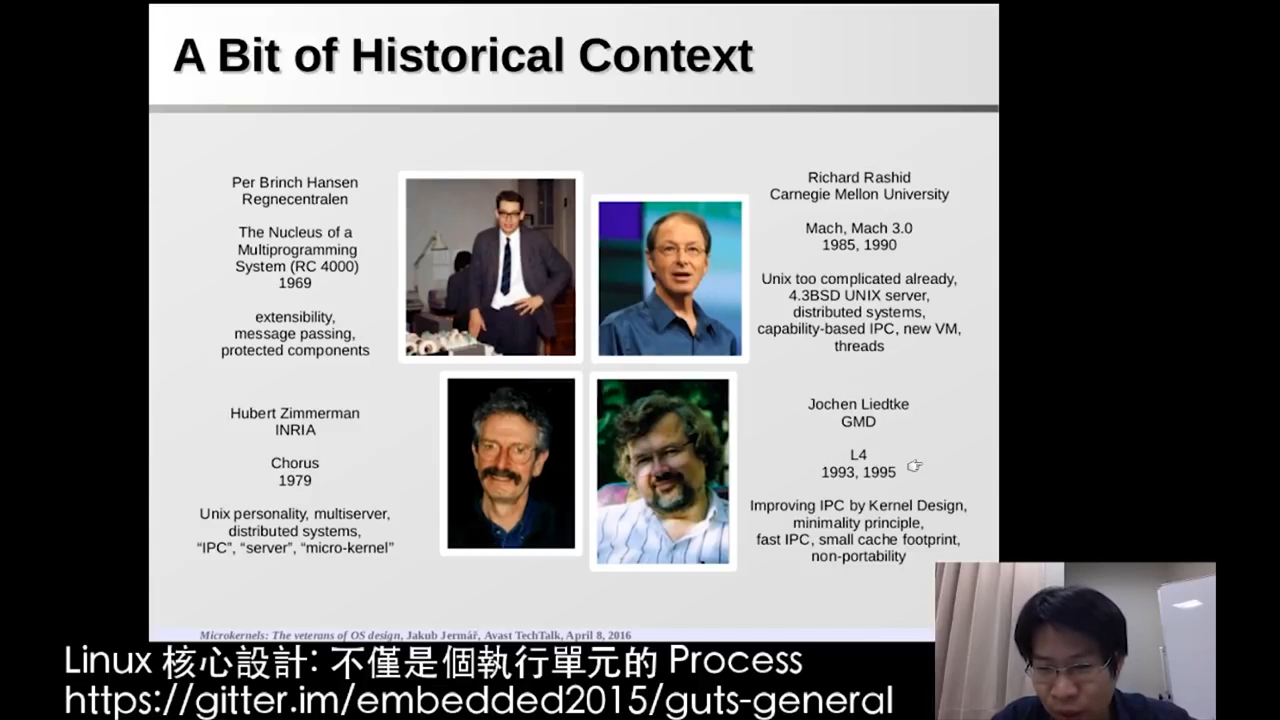 A Bit of Historical Context
Per Brinch Hansen
Regnecentralen
The Nucleus of a
Multiprogramming
System (RC 4000)
1969
extensibility,
message passing,
protected components
Richard Rashid
Carnegie Mellon University
Mach, Mach 3.0
1985, 1990
Unix too complicated already,
4.3BSD UNIX server,
distributed systems,
capability-based IPC, new VM,
threads
Hubert Zimmerman
INRIA
Chorus
1979
Unix personality, multiserver,
distributed systems,
“IPC”, “server”, “micro-kernel”
Jochen Liedtke
GMD
L4
1993, 1995
Improving IPC by Kernel Design,
minimality principle,
fast IPC, small cache footprint,
non-portability
Microkernels: The veterans of OS design, Jakub Jermář, Avast TechTalk, April 8, 2016
Linux 核心設計: 不僅是個執行單元的 Process
https://gitter.im/embedded2015/guts-general